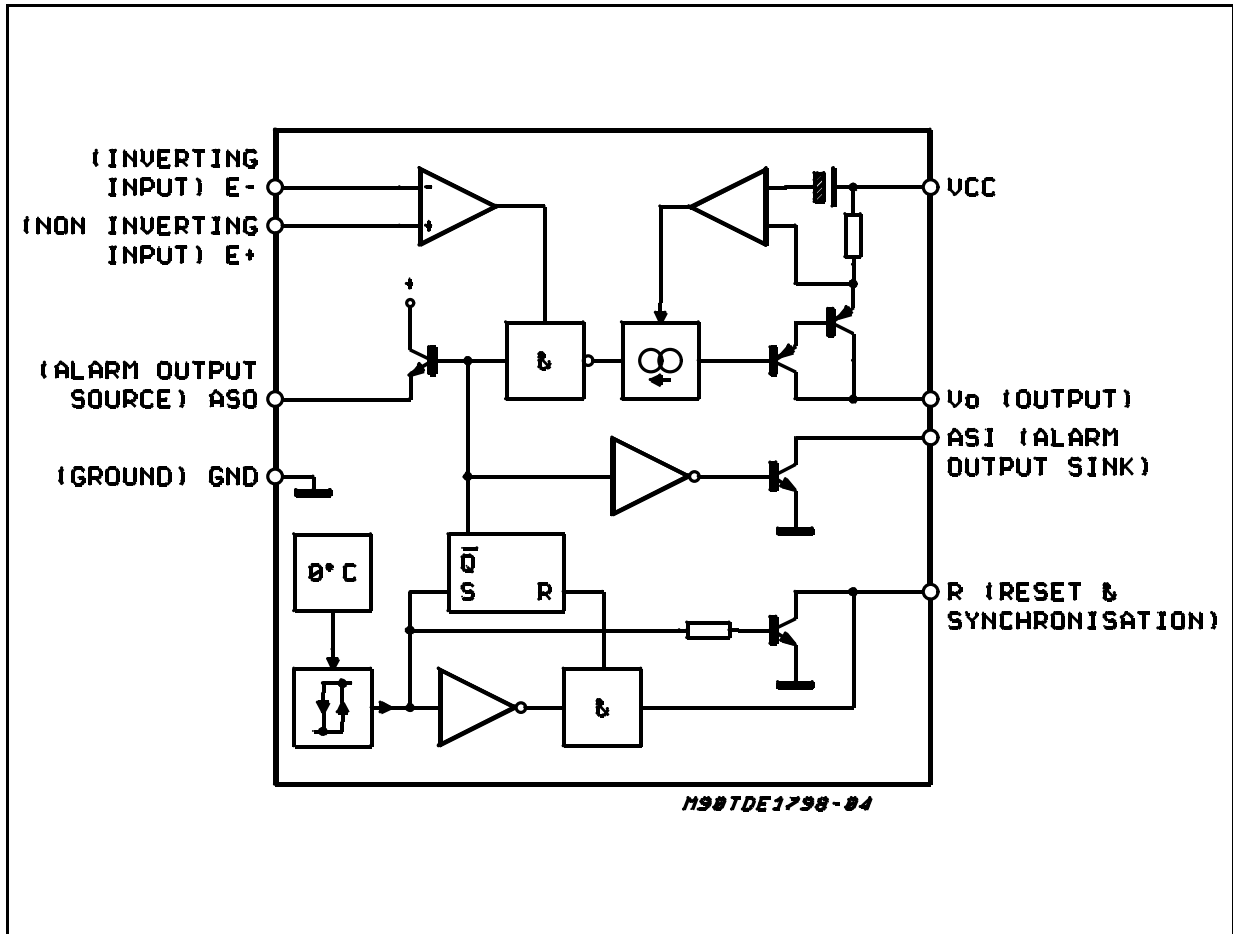 (INVERTING
INPUT) E-
(NON INVERTING
INPUT) E+
-
+
VCC
+
&
(ALARM OUTPUT
SOURCE) ASO
Vo (OUTPUT)
ASI (ALARM
OUTPUT SINK)
(GROUND) GND
0°C
Q̅
S R
R (RESET &
SYNCHRONISATION)
&
M90TDE1798-04